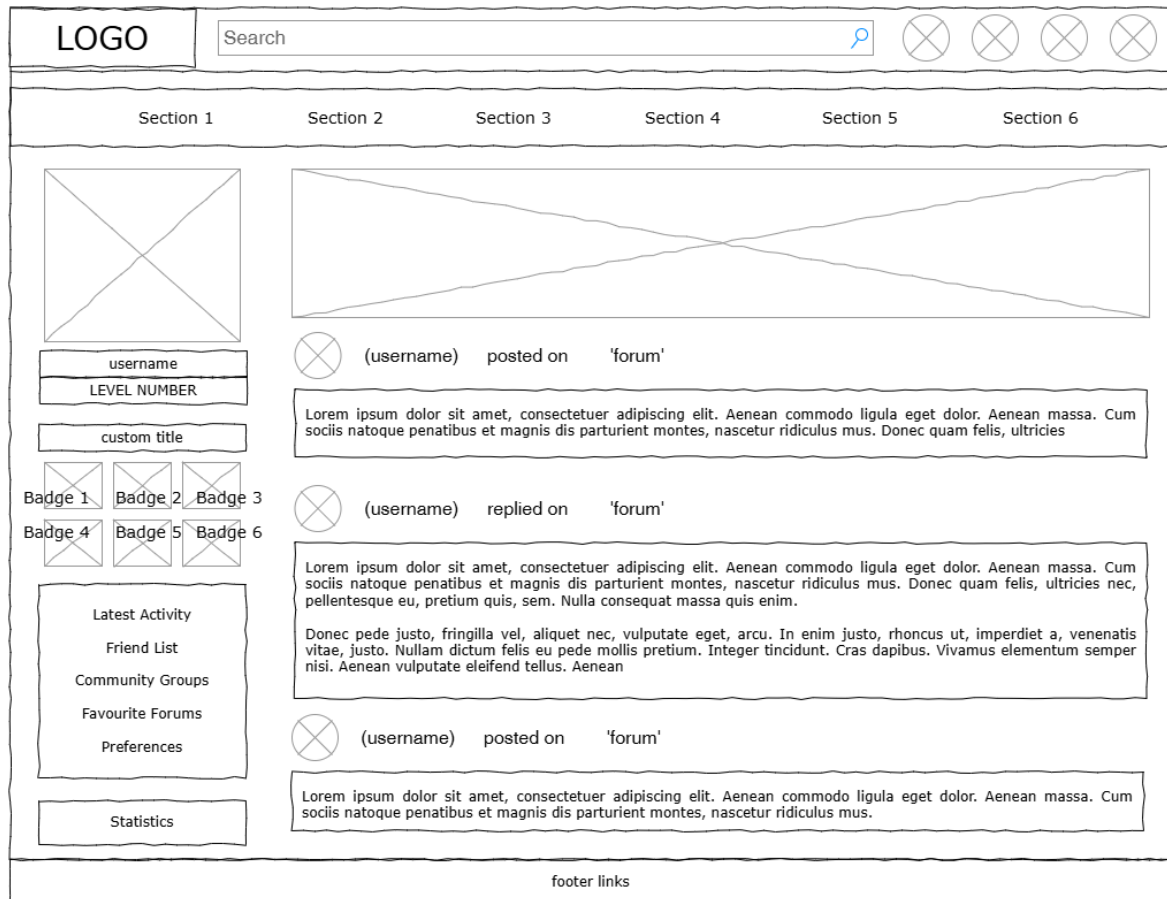 LOGO
Search
Section 1 Section 2 Section 3 Section 4 Section 5 Section 6
username
LEVEL NUMBER
custom title
Badge 1 Badge 2 Badge 3
Badge 4 Badge 5 Badge 6
Latest Activity
Friend List
Community Groups
Favourite Forums
Preferences
Statistics
(username) posted on 'forum'
Lorem ipsum dolor sit amet, consectetuer adipiscing elit. Aenean commodo ligula eget dolor. Aenean massa. Cum
sociis natoque penatibus et magnis dis parturient montes, nascetur ridiculus mus. Donec quam felis, ultricies
(username) replied on 'forum'
Lorem ipsum dolor sit amet, consectetuer adipiscing elit. Aenean commodo ligula eget dolor. Aenean massa. Cum
sociis natoque penatibus et magnis dis parturient montes, nascetur ridiculus mus. Donec quam felis, ultricies nec,
pellentesque eu, pretium quis, sem. Nulla consequat massa quis enim.
Donec pede justo, fringilla vel, aliquet nec, vulputate eget, arcu. In enim justo, rhoncus ut, imperdiet a, venenatis
vitae, justo. Nullam dictum felis eu pede mollis pretium. Integer tincidunt. Cras dapibus. Vivamus elementum semper
nisi. Aenean vulputate eleifend tellus. Aenean
(username) posted on 'forum'
Lorem ipsum dolor sit amet, consectetuer adipiscing elit. Aenean commodo ligula eget dolor. Aenean massa. Cum
sociis natoque penatibus et magnis dis parturient montes, nascetur ridiculus mus.
footer links